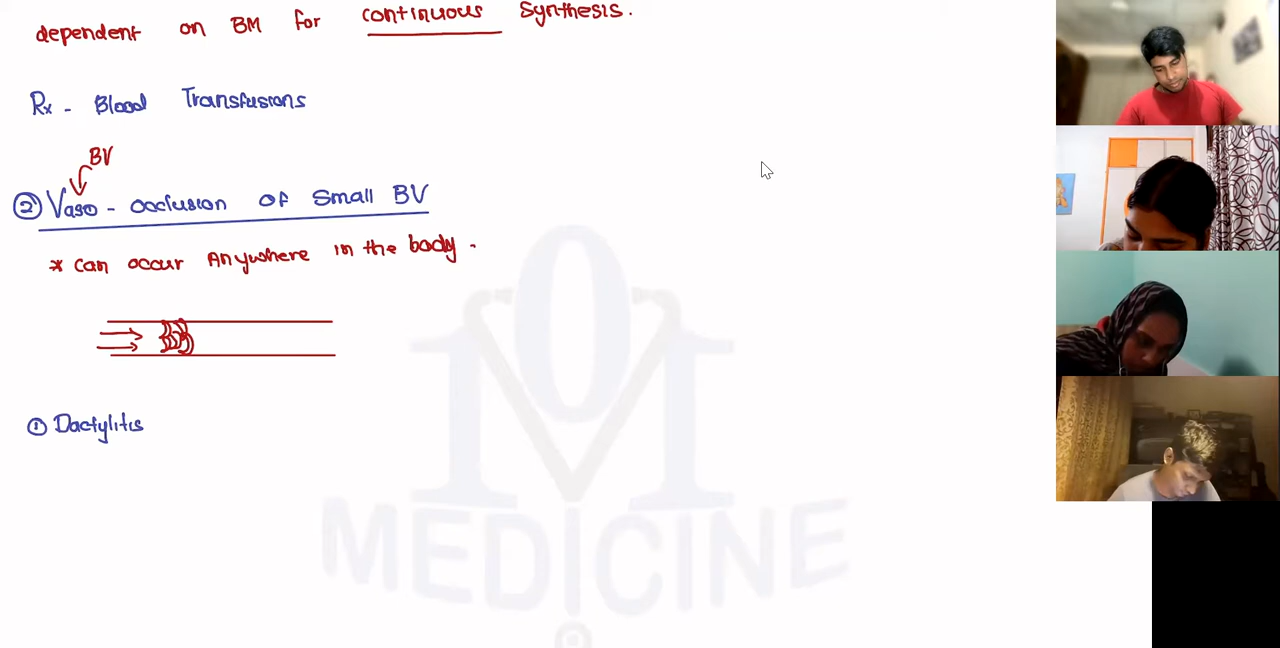 dependent on BM for continuous synthesis.
Rx - Blood Transfusions
BV
② Vaso - occlusion of Small BV
* Can occur Anywhere in the body.
① Dactylitis
MEDICINE